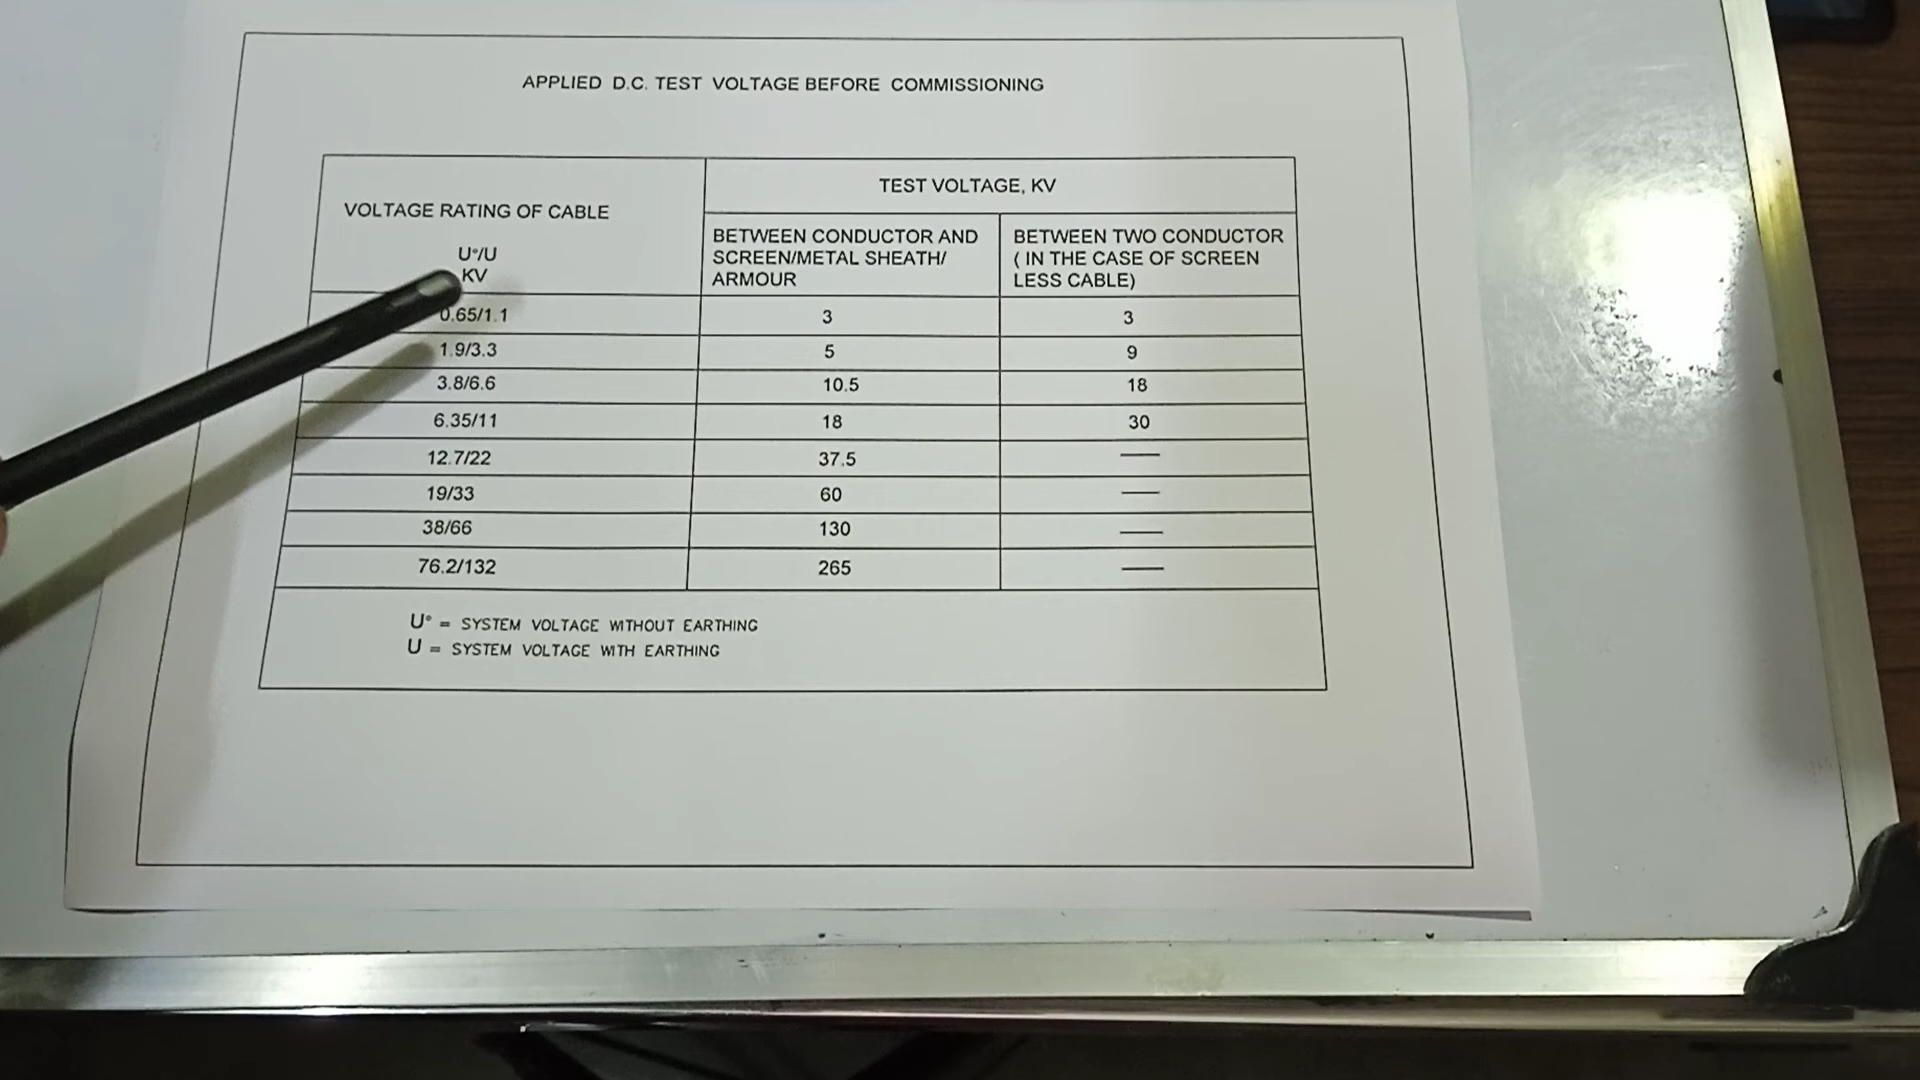 APPLIED D.C. TEST VOLTAGE BEFORE COMMISSIONING
VOLTAGE RATING OF CABLE
U°/U
KV
TEST VOLTAGE, KV
BETWEEN CONDUCTOR AND
SCREEN/METAL SHEATH/
ARMOUR
BETWEEN TWO CONDUCTOR
( IN THE CASE OF SCREEN
LESS CABLE)
0.65/1.1 3 3
1.9/3.3 5 9
3.8/6.6 10.5 18
6.35/11 18 30
12.7/22 37.5 —
19/33 60 —
38/66 130 —
76.2/132 265 —
U° = SYSTEM VOLTAGE WITHOUT EARTHING
U = SYSTEM VOLTAGE WITH EARTHING